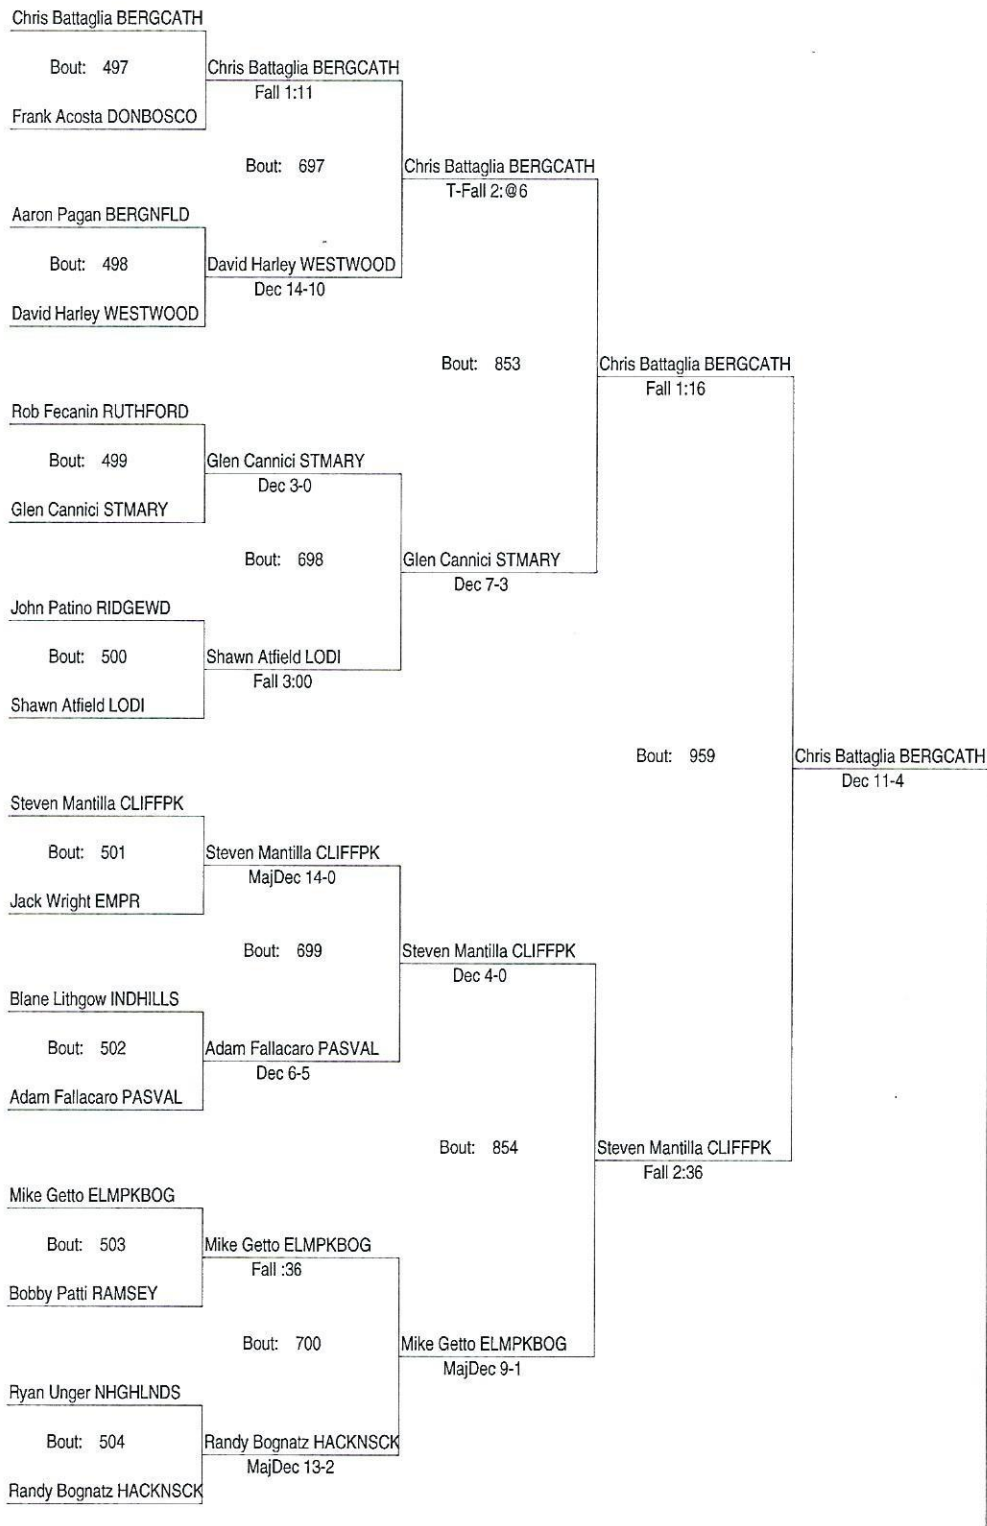 Chris Battaglia BERGCATH
Bout: 497
Chris Battaglia BERGCATH
Fall 1:11
Frank Acosta DONBOSCO
Bout: 697
Chris Battaglia BERGCATH
T-Fall 2:@6
Aaron Pagan BERGNFLD
Bout: 498
David Harley WESTWOOD
Dec 14-10
David Harley WESTWOOD
Bout: 853
Chris Battaglia BERGCATH
Fall 1:16
Rob Fecanin RUTHFORD
Bout: 499
Glen Cannici STMARY
Dec 3-0
Glen Cannici STMARY
Bout: 698
Glen Cannici STMARY
Dec 7-3
John Patino RIDGEWD
Bout: 500
Shawn Atfield LODI
Fall 3:00
Shawn Atfield LODI
Bout: 959
Chris Battaglia BERGCATH
Dec 11-4
Steven Mantilla CLIFFPK
Bout: 501
Steven Mantilla CLIFFPK
MajDec 14-0
Jack Wright EMPR
Bout: 699
Steven Mantilla CLIFFPK
Dec 4-0
Blane Lithgow INDHILLS
Bout: 502
Adam Fallacaro PASVAL
Dec 6-5
Adam Fallacaro PASVAL
Bout: 854
Steven Mantilla CLIFFPK
Fall 2:36
Mike Getto ELMPKBOG
Bout: 503
Mike Getto ELMPKBOG
Fall :36
Bobby Patti RAMSEY
Bout: 700
Mike Getto ELMPKBOG
MajDec 9-1
Ryan Unger NHGHLNDS
Bout: 504
Randy Bognatz HACKNSCK
MajDec 13-2
Randy Bognatz HACKNSCK